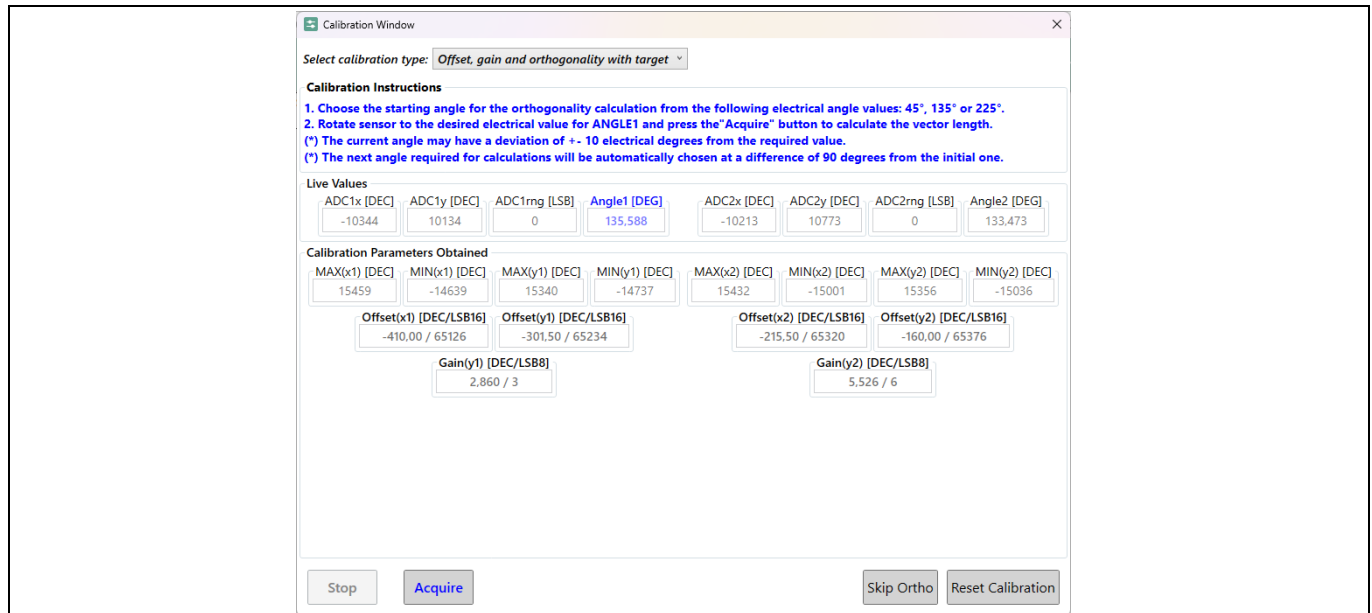 Calibration Window
Select calibration type: Offset, gain and orthogonality with target
Calibration Instructions
1. Choose the starting angle for the orthogonality calculation from the following electrical angle values: 45°, 135° or 225°.
2. Rotate sensor to the desired electrical value for ANGLE1 and press the"Acquire" button to calculate the vector length.
(*) The current angle may have a deviation of +- 10 electrical degrees from the required value.
(*) The next angle required for calculations will be automatically chosen at a difference of 90 degrees from the initial one.
Live Values
ADC1x [DEC] ADC1y [DEC] ADC1rng [LSB] Angle1 [DEG] ADC2x [DEC] ADC2y [DEC] ADC2rng [LSB] Angle2 [DEG]
-10344 10134 0 135,588 -10213 10773 0 133,473
Calibration Parameters Obtained
MAX(x1) [DEC] MIN(x1) [DEC] MAX(y1) [DEC] MIN(y1) [DEC] MAX(x2) [DEC] MIN(x2) [DEC] MAX(y2) [DEC] MIN(y2) [DEC]
15459 -14639 15340 -14737 15432 -15001 15356 -15036
Offset(x1) [DEC/LSB16] Offset(y1) [DEC/LSB16] Offset(x2) [DEC/LSB16] Offset(y2) [DEC/LSB16]
-410,00 / 65126 -301,50 / 65234 -215,50 / 65320 -160,00 / 65376
Gain(y1) [DEC/LSB8] Gain(y2) [DEC/LSB8]
2,860 / 3 5,526 / 6
Stop Acquire Skip Ortho Reset Calibration